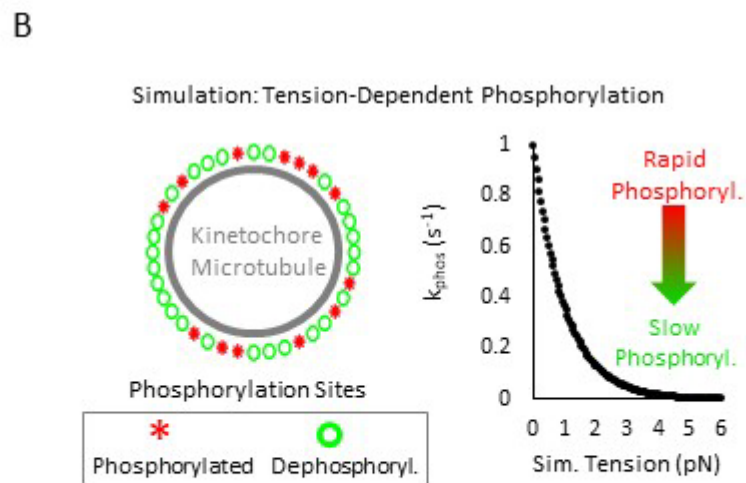 B
Simulation: Tension-Dependent Phosphorylation
Kinetochore
Microtubule
Phosphorylation Sites
* 
Phosphorylated
Dephosphoryl.
kphos (s-1)
1
0.8
0.6
0.4
0.2
0
0 1 2 3 4 5 6
Sim. Tension (pN)
Rapid
Phosphoryl.
Slow
Phosphoryl.